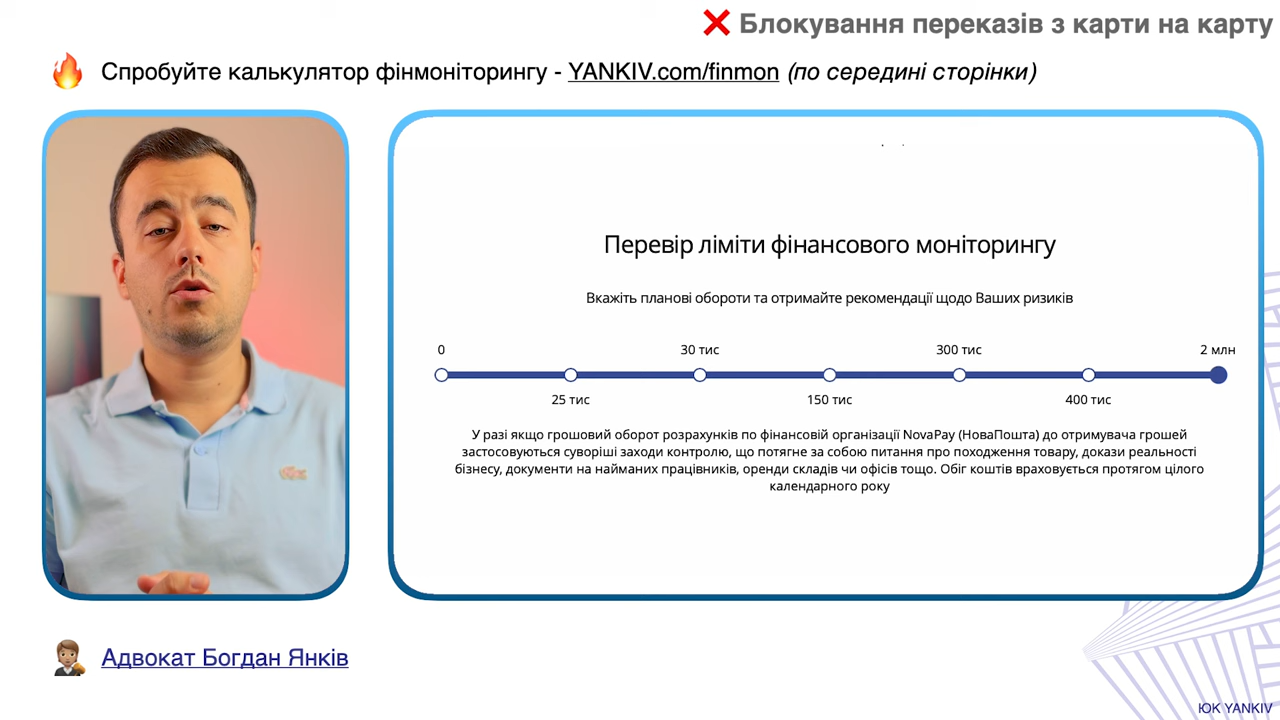 ❌ Блокування переказів з карти на карту
🔥 Спробуйте калькулятор фінмоніторингу - YANKIV.com/finmon (по середині сторінки)
Перевір ліміти фінансового моніторингу
Вкажіть планові обороти та отримайте рекомендації щодо Ваших ризиків
0 30 тис 300 тис 2 млн
25 тис 150 тис 400 тис
У разі якщо грошовий оборот розрахунків по фінансовій організації NovaPay (НоваПошта) до отримувача грошей
застосовуються суворіші заходи контролю, що потягне за собою питання про походження товару, докази реальності
бізнесу, документи на найманих працівників, оренди складів чи офісів тощо. Обіг коштів враховується протягом цілого
календарного року
Адвокат Богдан Янків
ЮК YANKIV